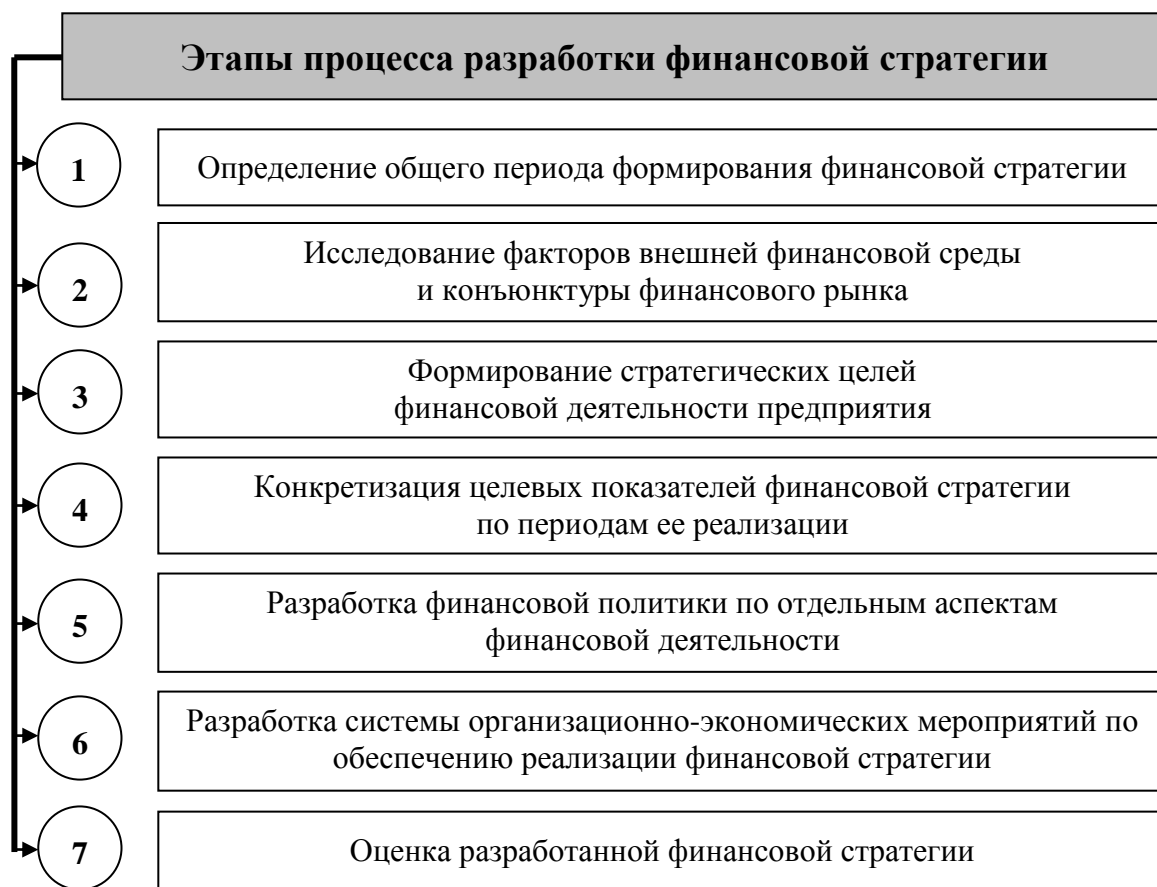 Этапы процесса разработки финансовой стратегии
1
Определение общего периода формирования финансовой стратегии
2
Исследование факторов внешней финансовой среды
и конъюнктуры финансового рынка
3
Формирование стратегических целей
финансовой деятельности предприятия
4
Конкретизация целевых показателей финансовой стратегии
по периодам ее реализации
5
Разработка финансовой политики по отдельным аспектам
финансовой деятельности
6
Разработка системы организационно-экономических мероприятий по
обеспечению реализации финансовой стратегии
7
Оценка разработанной финансовой стратегии